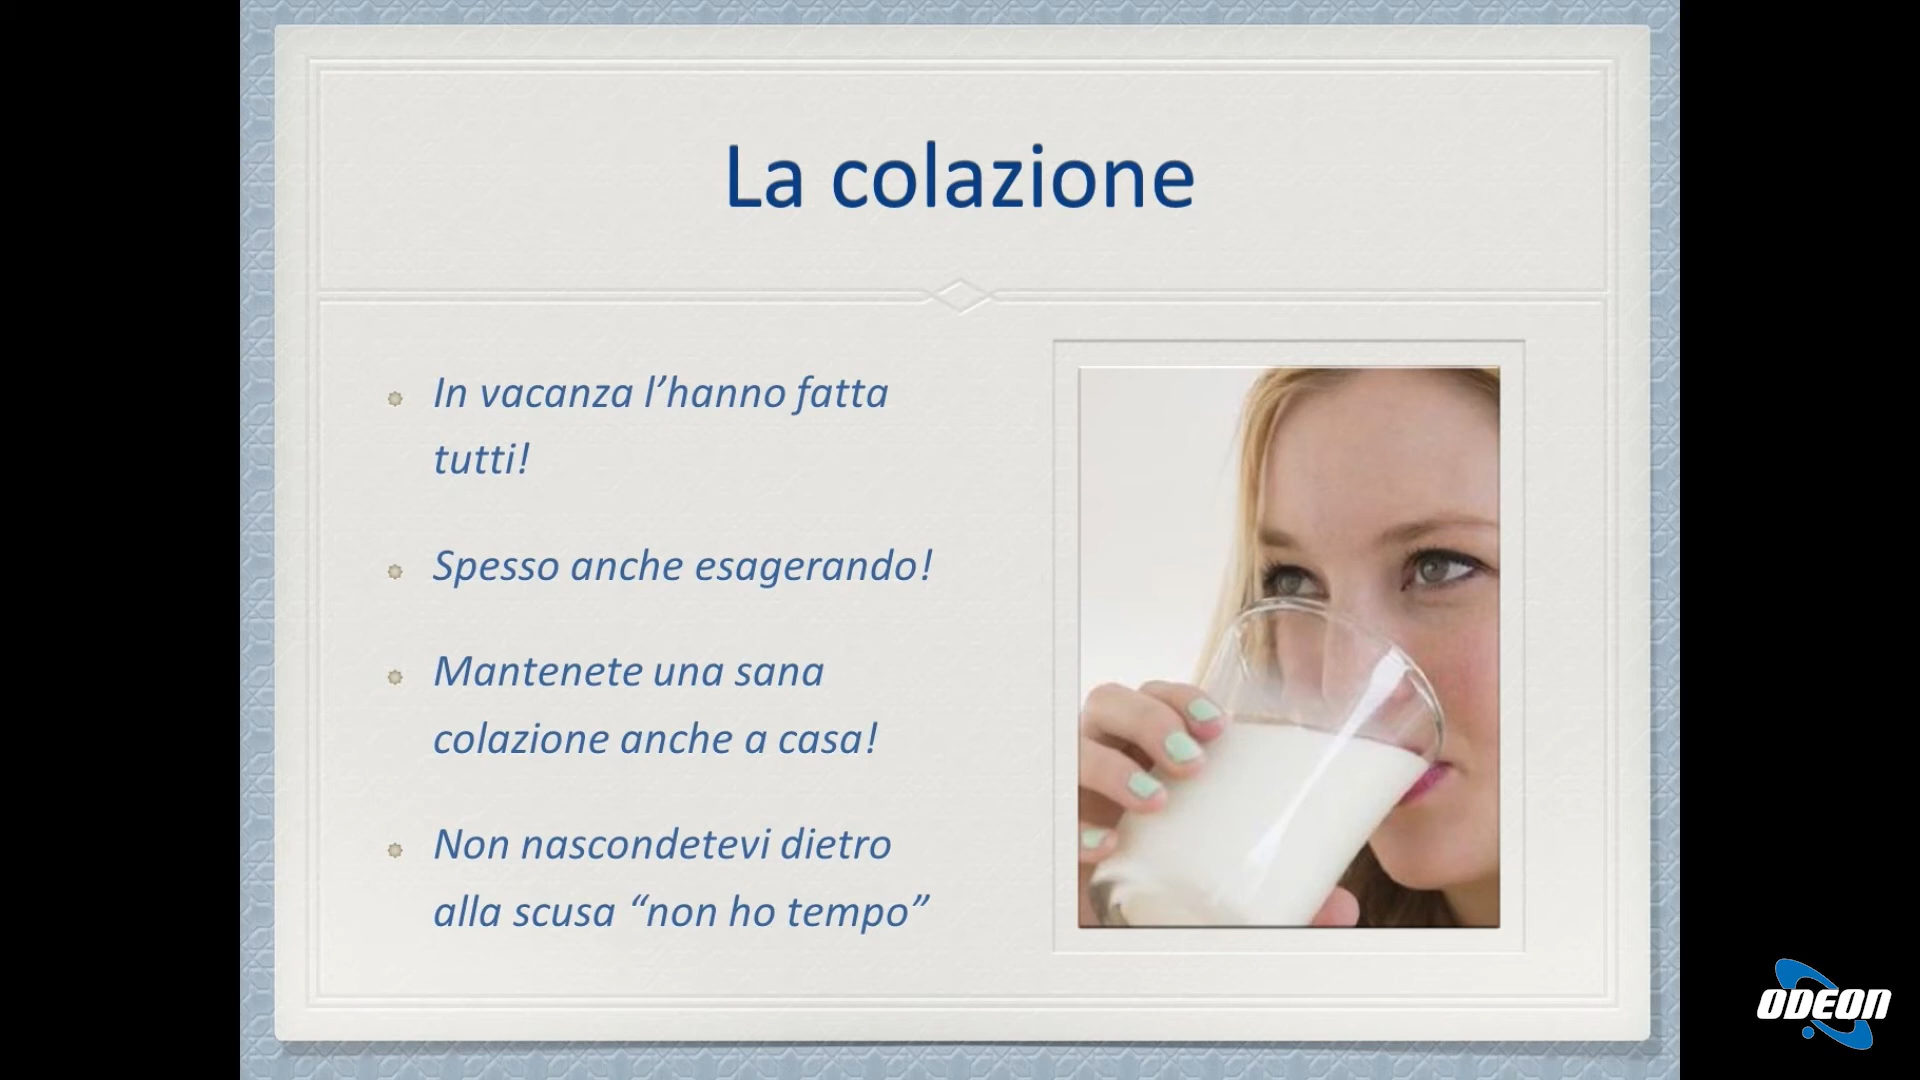 La colazione
In vacanza l’hanno fatta
tutti!
Spesso anche esagerando!
Mantenete una sana
colazione anche a casa!
Non nascondetevi dietro
alla scusa “non ho tempo”
ODEON